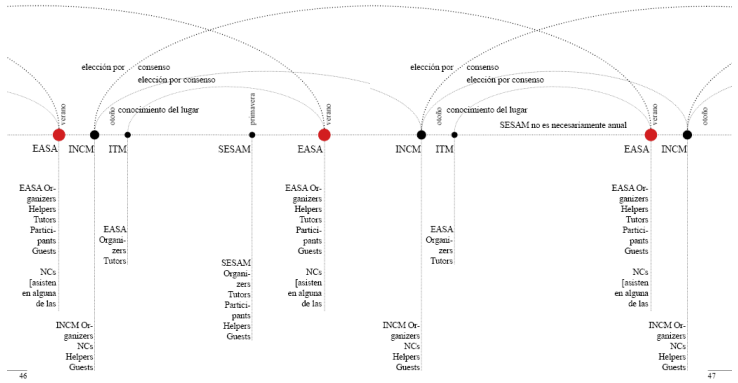 elección por consenso
elección por consenso
elección por consenso
elección por consenso
verano
otoño
conocimiento del lugar
primavera
verano
otoño
conocimiento del lugar
SESAM no es necesariamente anual
verano
otoño
EASA
INCM
ITM
SESAM
EASA
INCM
ITM
EASA
INCM
EASA Or-
ganizers
Helpers
Tutors
Partici-
pants
Guests
NCs
[asisten
en alguna
de las
INCM Or-
ganizers
NCs
Helpers
Guests
EASA
Organi-
zers
Tutors
SESAM
Organi-
zers
Tutors
Partici-
pants
Helpers
Guests
EASA Or-
ganizers
Helpers
Tutors
Partici-
pants
Guests
NCs
[asisten
en alguna
de las
INCM Or-
ganizers
NCs
Helpers
Guests
EASA
Organi-
zers
Tutors
EASA Or-
ganizers
Helpers
Tutors
Partici-
pants
Guests
NCs
[asisten
en alguna
de las
INCM Or-
ganizers
NCs
Helpers
Guests
46
47